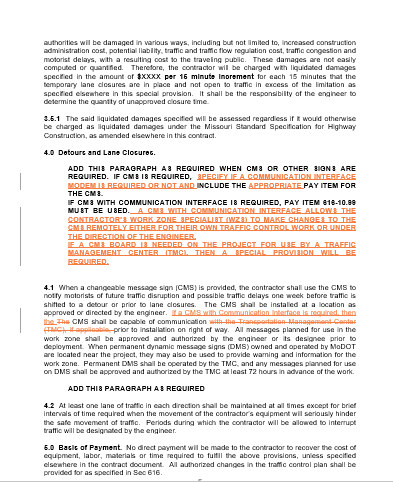 authorities will be damaged in various ways, including but not limited to, increased construction
administration cost, potential liability, traffic and traffic flow regulation cost, traffic congestion and
motorist delays, with a resulting cost to the traveling public. These damages are not easily
computed or quantified. Therefore, the contractor will be charged with liquidated damages
specified in the amount of $XXXX per 15 minute increment for each 15 minutes that the
temporary lane closures are in place and not open to traffic in excess of the limitation as
specified elsewhere in this special provision. It shall be the responsibility of the engineer to
determine the quantity of unapproved closure time.
3.5.1 The said liquidated damages specified will be assessed regardless if it would otherwise
be charged as liquidated damages under the Missouri Standard Specification for Highway
Construction, as amended elsewhere in this contract.
4.0 Detours and Lane Closures.
ADD THIS PARAGRAPH AS REQUIRED WHEN CMS OR OTHER SIGNS ARE
REQUIRED. IF CMS IS REQUIRED, SPECIFY IF A COMMUNICATION INTERFACE
MODEM IS REQUIRED OR NOT AND INCLUDE THE APPROPRIATE PAY ITEM FOR
THE CMS.
IF CMS WITH COMMUNICATION INTERFACE IS REQUIRED, PAY ITEM 616-10.99
MUST BE USED. A CMS WITH COMMUNICATION INTERFACE ALLOWS THE
CONTRACTOR'S WORK ZONE SPECIALIST (WZS) TO MAKE CHANGES TO THE
CMS REMOTELY EITHER FOR THEIR OWN TRAFFIC CONTROL WORK OR UNDER
THE DIRECTION OF THE ENGINEER.
IF A CMS BOARD IS NEEDED ON THE PROJECT FOR USE BY A TRAFFIC
MANAGEMENT CENTER (TMC), THEN A SPECIAL PROVISION WILL BE
REQUIRED.
4.1 When a changeable message sign (CMS) is provided, the contractor shall use the CMS to
notify motorists of future traffic disruption and possible traffic delays one week before traffic is
shifted to a detour or prior to lane closures. The CMS shall be installed at a location as
approved or directed by the engineer. If a CMS with Communication Interface is required, then
the The CMS shall be capable of communication with the Transportation Management Center
(TMC), if applicable, prior to installation on right of way. All messages planned for use in the
work zone shall be approved and authorized by the engineer or its designee prior to
deployment. When permanent dynamic message signs (DMS) owned and operated by MoDOT
are located near the project, they may also be used to provide warning and information for the
work zone. Permanent DMS shall be operated by the TMC, and any messages planned for use
on DMS shall be approved and authorized by the TMC at least 72 hours in advance of the work.
ADD THIS PARAGRAPH AS REQUIRED
4.2 At least one lane of traffic in each direction shall be maintained at all times except for brief
intervals of time required when the movement of the contractor's equipment will seriously hinder
the safe movement of traffic. Periods during which the contractor will be allowed to interrupt
traffic will be designated by the engineer.
5.0 Basis of Payment. No direct payment will be made to the contractor to recover the cost of
equipment, labor, materials or time required to fulfill the above provisions, unless specified
elsewhere in the contract document. All authorized changes in the traffic control plan shall be
provided for as specified in Sec 616.